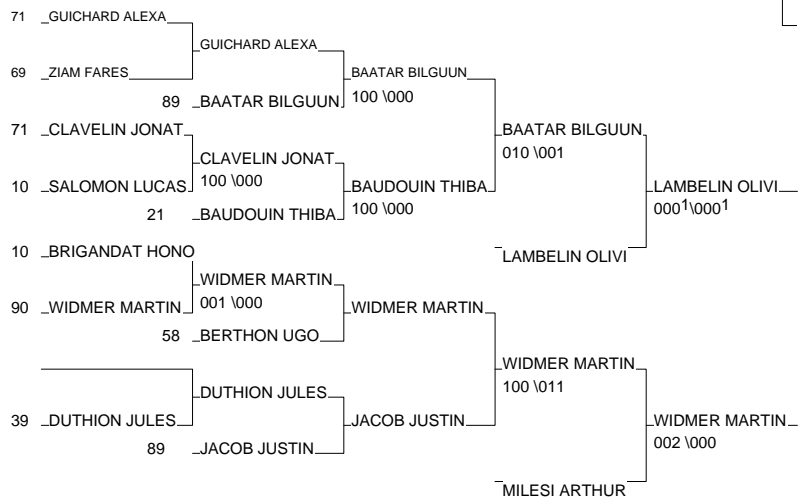 71 GUICHARD ALEXA
GUICHARD ALEXA
69 ZIAM FARES
BAATAR BILGUUN
100 \000
89 BAATAR BILGUUN
71 CLAVELIN JONAT
BAATAR BILGUUN
010 \001
CLAVELIN JONAT
100 \000
10 SALOMON LUCAS
BAUDOUIN THIBA
100 \000
LAMBELIN OLIVI
0001\0001
21 BAUDOUIN THIBA
10 BRIGANDAT HONO
LAMBELIN OLIVI
WIDMER MARTIN
001 \000
90 WIDMER MARTIN
WIDMER MARTIN
58 BERTHON UGO
WIDMER MARTIN
100 \011
DUTHION JULES
39 DUTHION JULES
JACOB JUSTIN
WIDMER MARTIN
002 \000
89 JACOB JUSTIN
MILESI ARTHUR